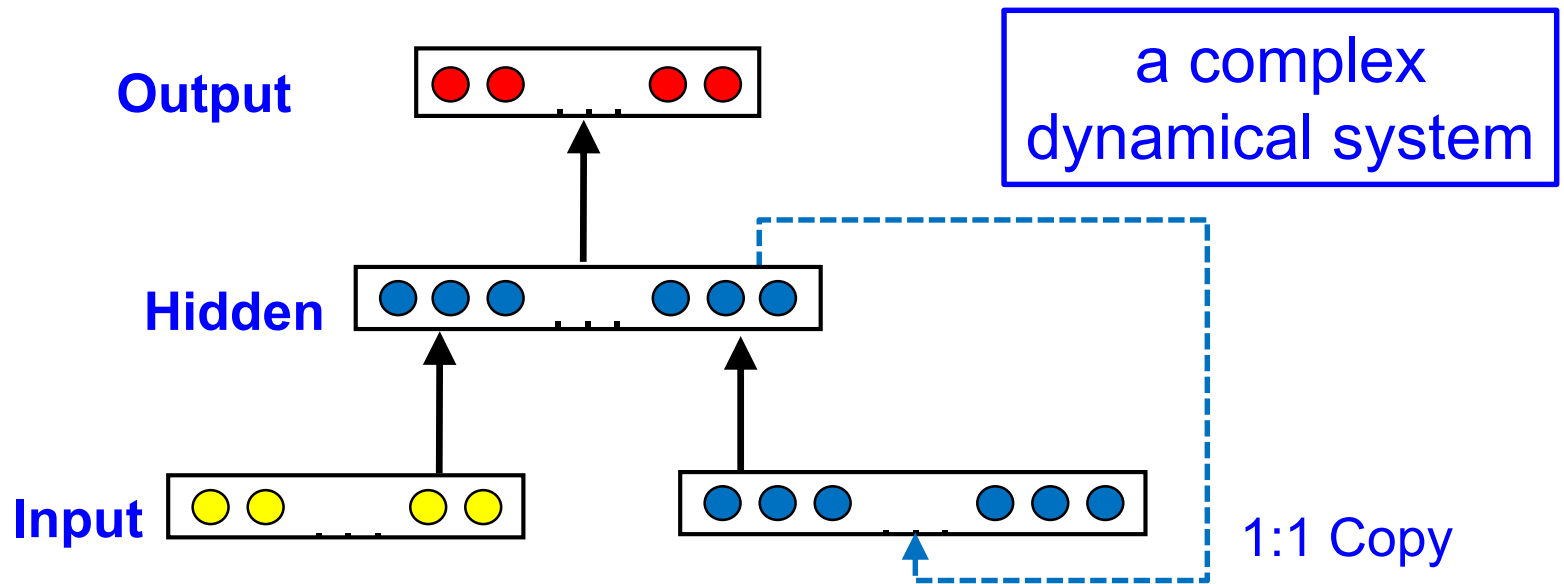 Output
a complex
dynamical system
Hidden
Input
1:1 Copy